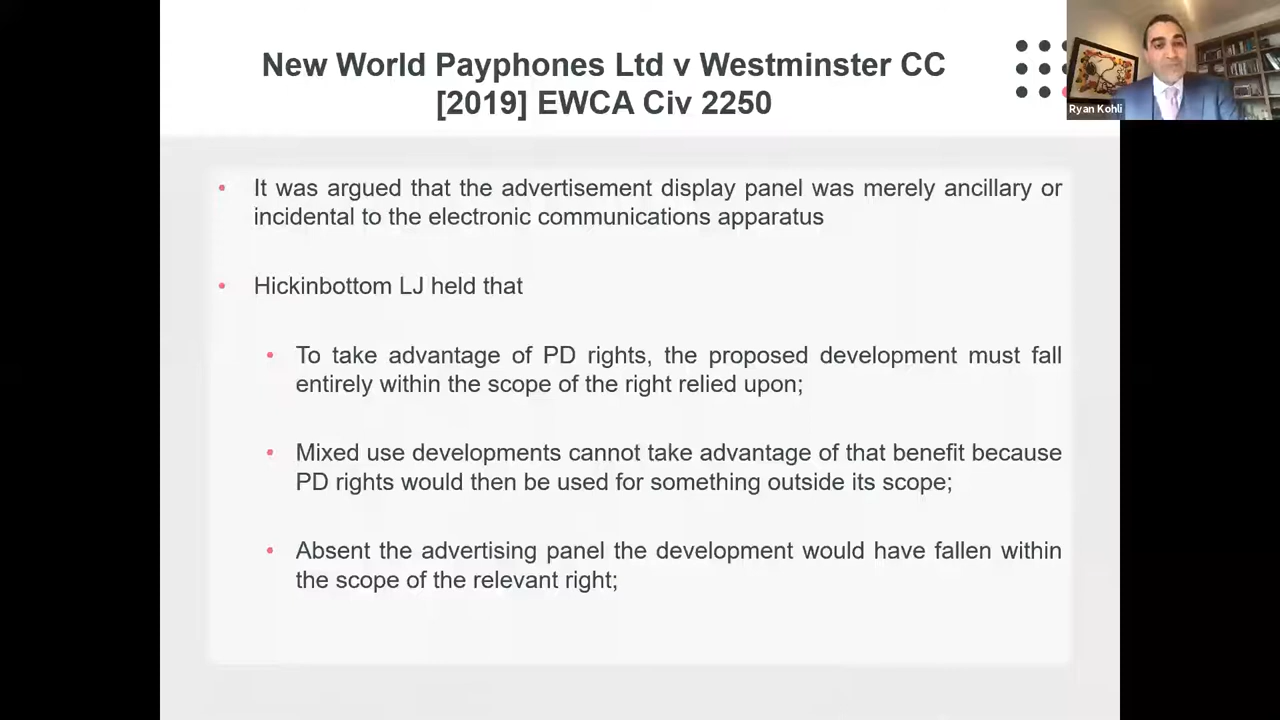 New World Payphones Ltd v Westminster CC
[2019] EWCA Civ 2250
Ryan Kohli
• It was argued that the advertisement display panel was merely ancillary or
incidental to the electronic communications apparatus
• Hickinbottom LJ held that
• To take advantage of PD rights, the proposed development must fall
entirely within the scope of the right relied upon;
• Mixed use developments cannot take advantage of that benefit because
PD rights would then be used for something outside its scope;
• Absent the advertising panel the development would have fallen within
the scope of the relevant right;